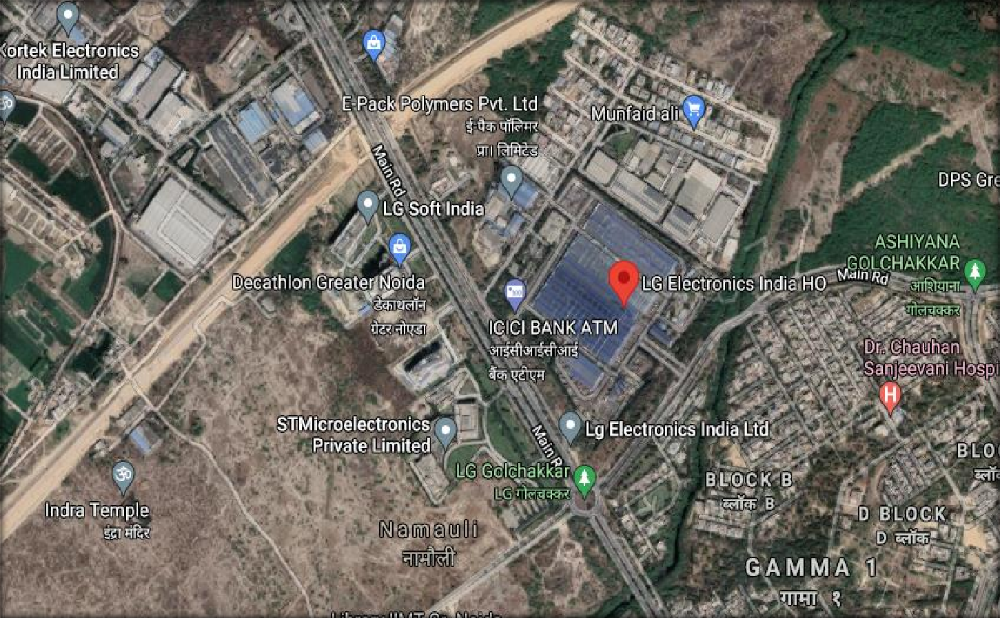 Kortek Electronics
India Limited
E-Pack Polymers Pvt. Ltd
ई-पैक पॉलिमर
प्रा। लिमिटेड
Munfaid ali
Main Rd
DPS Gre
LG Soft India
ASHIYANA
GOLCHAKKAR
आशियाना
गोलचक्कर
Main Rd
Decathlon Greater Noida
डेकाथलॉन
ग्रेटर नोएडा
LG Electronics India HO
ICICI BANK ATM
आईसीआईसीआई
बैंक एटीएम
Dr.. Chauhan
Sanjeevani Hospi
H
STMicroelectronics
Private Limited
Lg Electronics India Ltd
Main R
LG Golchakkar
LG गोलचक्कर
BLOCK B
ब्लॉक B
BLO
D BLOCK
D ब्लॉक
Indra Temple
इंद्रा मंदिर
Namauli
नामौली
GAMMA 1
गामा १